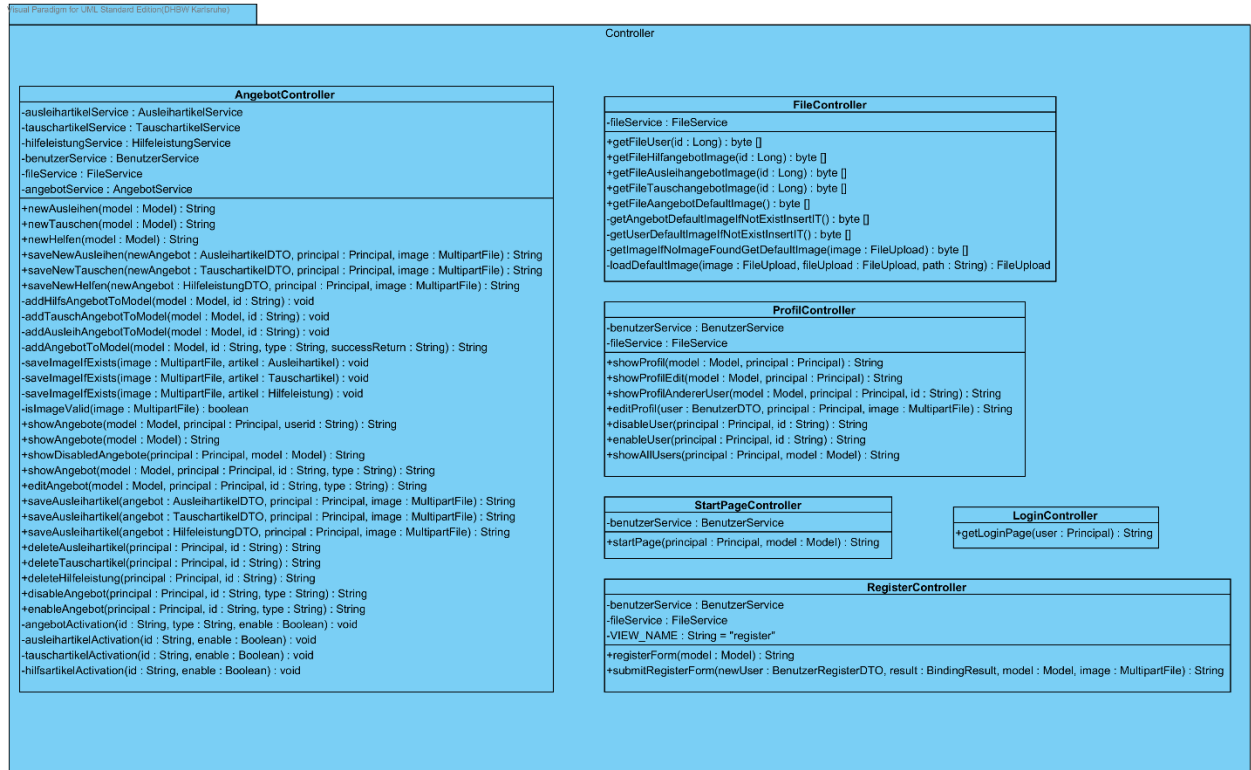 Visual Paradigm for UML Standard Edition(DHBW Karlsruhe)
Controller
AngebotController
-ausleihartikelService : AusleihartikelService
-tauschartikelService : TauschartikelService
-hilfeleistungService : HilfeleistungService
-benutzerService : BenutzerService
-fileService : FileService
-angebotService : AngebotService
+newAusleihen(model : Model) : String
+newTauschen(model : Model) : String
+newHelfen(model : Model) : String
+saveNewAusleihen(newAngebot : AusleihartikelDTO, principal : Principal, image : MultipartFile) : String
+saveNewTauschen(newAngebot : TauschartikelDTO, principal : Principal, image : MultipartFile) : String
+saveNewHelfen(newAngebot : HilfeleistungDTO, principal : Principal, image : MultipartFile) : String
-addHilfsAngebotToModel(model : Model, id : String) : void
-addTauschAngebotToModel(model : Model, id : String) : void
-addAusleihAngebotToModel(model : Model, id : String) : void
-addAngebotToModel(model : Model, id : String, type : String, successReturn : String) : String
-saveImageIfExists(image : MultipartFile, artikel : Ausleihartikel) : void
-saveImageIfExists(image : MultipartFile, artikel : Tauschartikel) : void
-saveImageIfExists(image : MultipartFile, artikel : Hilfeleistung) : void
-isImageValid(image : MultipartFile) : boolean
+showAngebote(model : Model, principal : Principal, userid : String) : String
+showAngebote(model : Model) : String
+showDisabledAngebote(principal : Principal, model : Model) : String
+showAngebot(model : Model, principal : Principal, id : String, type : String) : String
+editAngebot(model : Model, principal : Principal, id : String, type : String) : String
+saveAusleihartikel(angebot : AusleihartikelDTO, principal : Principal, image : MultipartFile) : String
+saveAusleihartikel(angebot : TauschartikelDTO, principal : Principal, image : MultipartFile) : String
+saveAusleihartikel(angebot : HilfeleistungDTO, principal : Principal, image : MultipartFile) : String
+deleteAusleihartikel(principal : Principal, id : String) : String
+deleteTauschartikel(principal : Principal, id : String) : String
+deleteHilfeleistung(principal : Principal, id : String) : String
+disableAngebot(principal : Principal, id : String, type : String) : String
+enableAngebot(principal : Principal, id : String, type : String) : String
-angebotActivation(id : String, type : String, enable : Boolean) : void
-ausleihartikelActivation(id : String, enable : Boolean) : void
-tauschartikelActivation(id : String, enable : Boolean) : void
-hilfsartikelActivation(id : String, enable : Boolean) : void
FileController
-fileService : FileService
+getFileUser(id : Long) : byte []
+getFileHilfangebotImage(id : Long) : byte []
+getFileAusleihangebotImage(id : Long) : byte []
+getFileTauschangebotImage(id : Long) : byte []
+getFileAangebotDefaultImage() : byte []
-getAngebotDefaultImageIfNotExistInsertIT() : byte []
-getUserDefaultImageIfNotExistInsertIT() : byte []
-getImageIfNoImageFoundGetDefaultImage(image : FileUpload) : byte []
-loadDefaultImage(image : FileUpload, fileUpload : FileUpload, path : String) : FileUpload
ProfilController
-benutzerService : BenutzerService
-fileService : FileService
+showProfil(model : Model, principal : Principal) : String
+showProfilEdit(model : Model, principal : Principal) : String
+showProfilAndererUser(model : Model, principal : Principal, id : String) : String
+editProfil(user : BenutzerDTO, principal : Principal, image : MultipartFile) : String
+disableUser(principal : Principal, id : String) : String
+enableUser(principal : Principal, id : String) : String
+showAllUsers(principal : Principal, model : Model) : String
StartPageController
-benutzerService : BenutzerService
+startPage(principal : Principal, model : Model) : String
LoginController
+getLoginPage(user : Principal) : String
RegisterController
-benutzerService : BenutzerService
-fileService : FileService
-VIEW_NAME : String = "register"
+registerForm(model : Model) : String
+submitRegisterForm(newUser : BenutzerRegisterDTO, result : BindingResult, model : Model, image : MultipartFile) : String